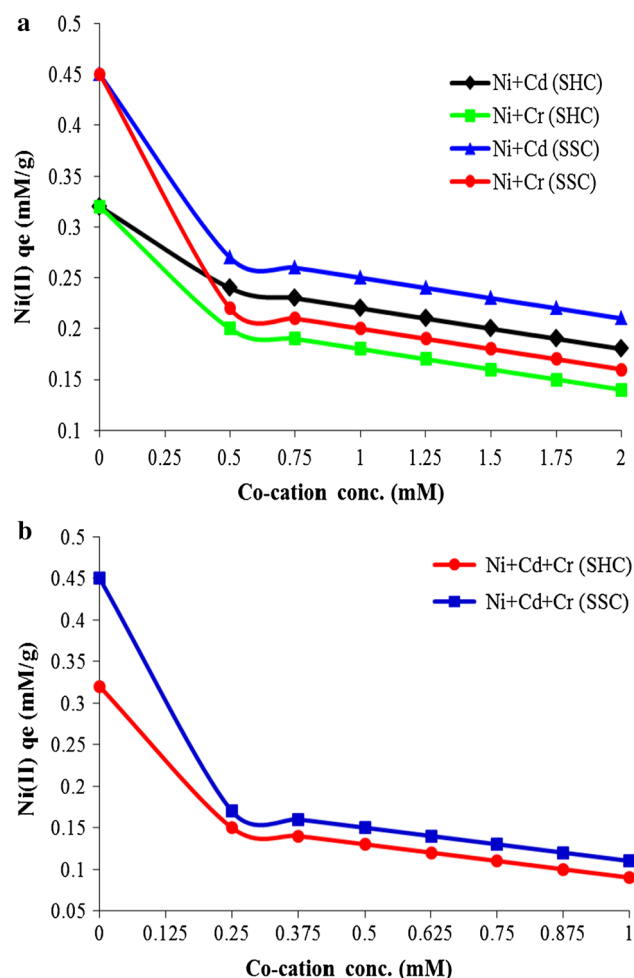 a
0.5
0.45
0.4
0.35
0.3
0.25
0.2
0.15
0.1
Ni(II) qe (mM/g)
Ni+Cd (SHC)
Ni+Cr (SHC)
Ni+Cd (SSC)
Ni+Cr (SSC)
0 0.25 0.5 0.75 1 1.25 1.5 1.75 2
Co-cation conc. (mM)
b
0.5
0.45
0.4
0.35
0.3
0.25
0.2
0.15
0.1
0.05
Ni(II) qe (mM/g)
Ni+Cd+Cr (SHC)
Ni+Cd+Cr (SSC)
0 0.125 0.25 0.375 0.5 0.625 0.75 0.875 1
Co-cation conc. (mM)